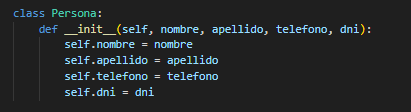 class Persona:
    def __init__(self, nombre, apellido, telefono, dni):
        self.nombre = nombre
        self.apellido = apellido
        self.telefono = telefono
        self.dni = dni